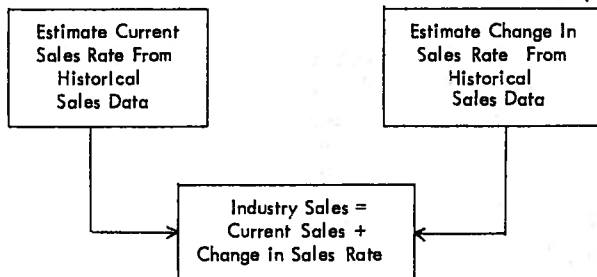 Estimate Current
Sales Rate From
Historical
Sales Data
Estimate Change In
Sales Rate From
Historical
Sales Data
Industry Sales =
Current Sales +
Change in Sales Rate